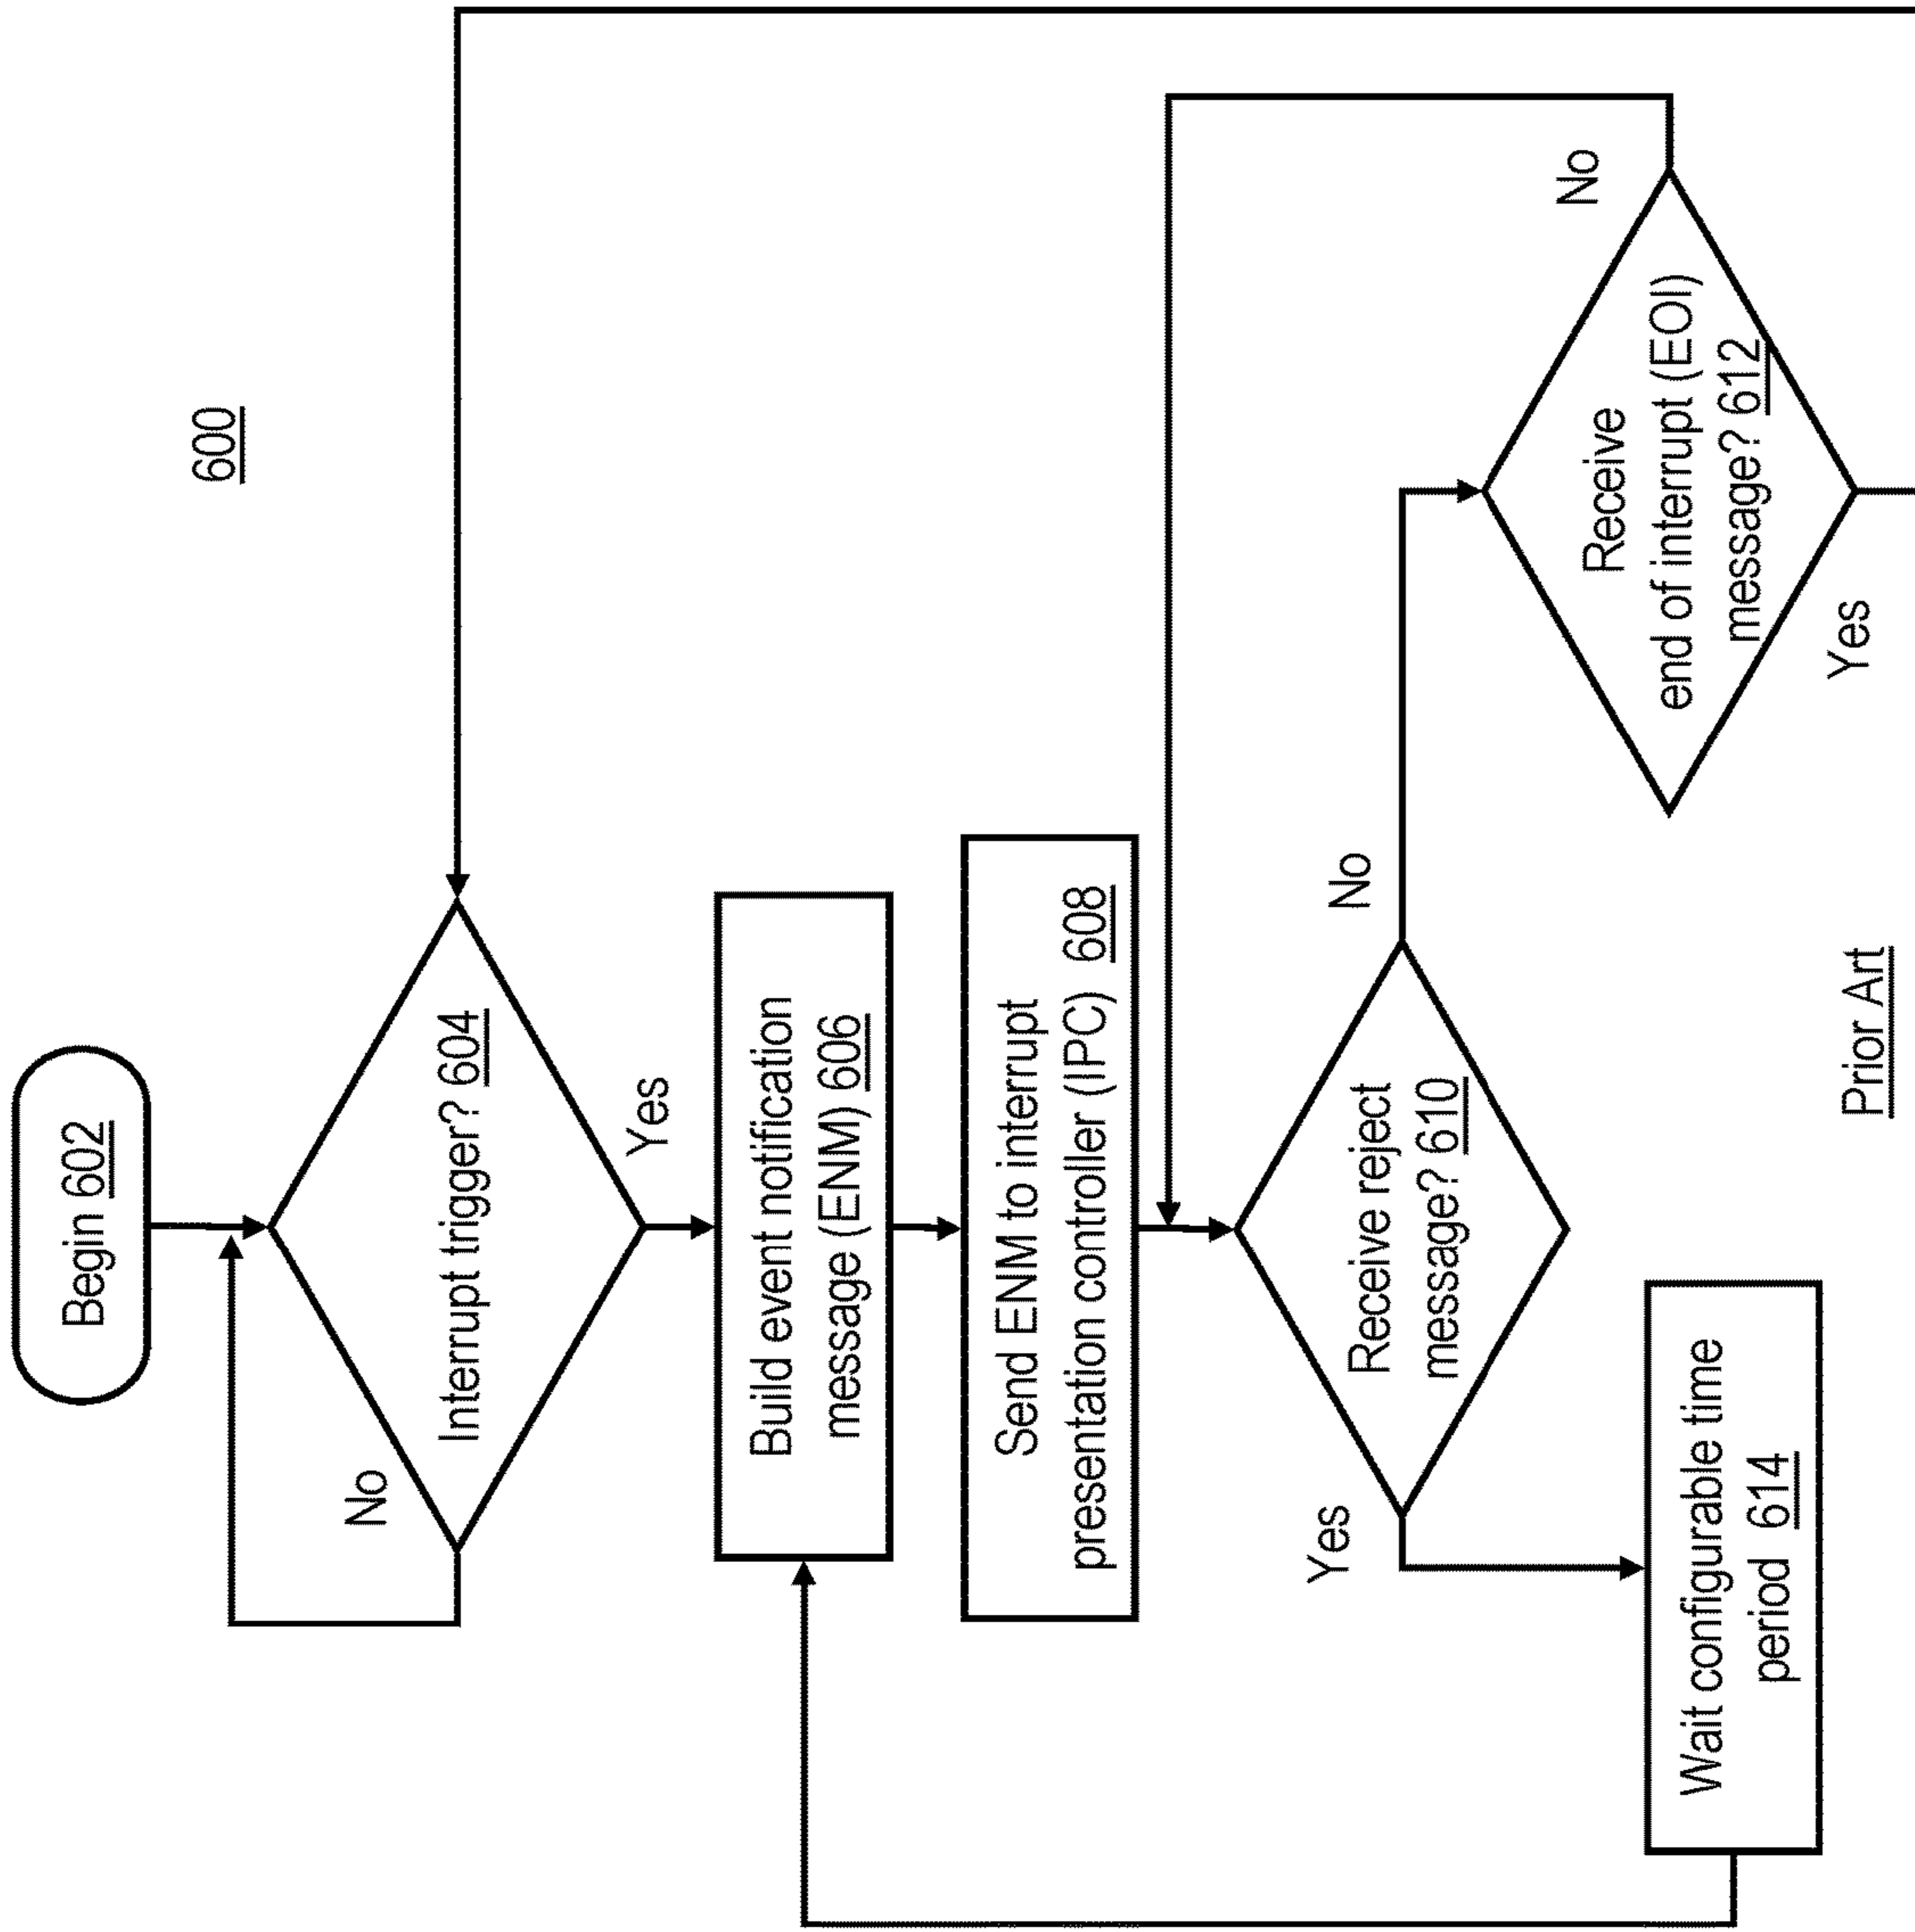 600
Begin 602
Interrupt trigger? 604
No
Yes
Build event notification
message (ENM) 606
Send ENM to interrupt
presentation controller (IPC) 608
Receive reject
message? 610
Yes
No
Wait configurable time
period 614
Receive
end of interrupt (EOI)
message? 612
No
Yes
Prior Art